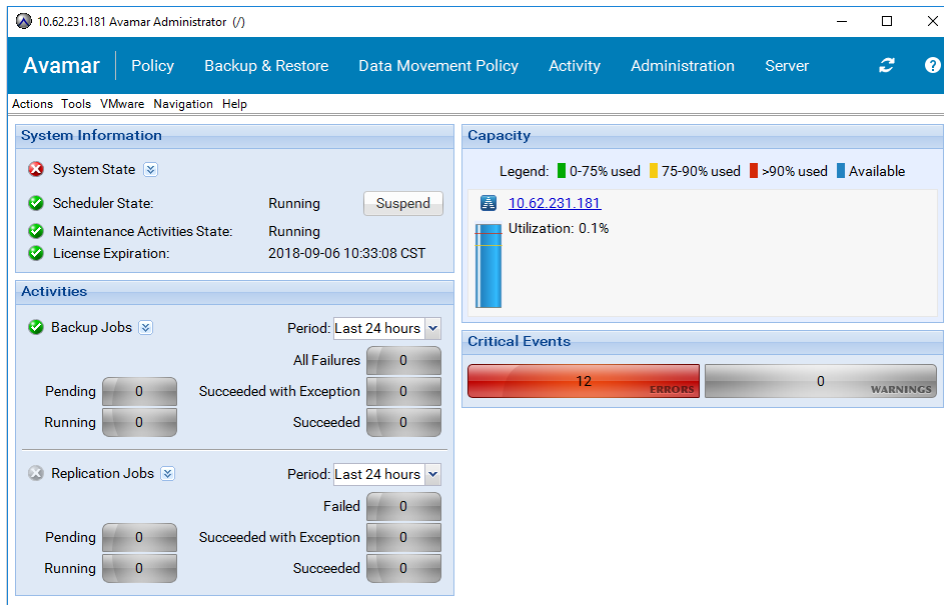 10.62.231.181 Avamar Administrator (/)
Avamar Policy Backup & Restore Data Movement Policy Activity Administration Server ?
Actions Tools VMware Navigation Help
System Information
System State
Scheduler State: Running Suspend
Maintenance Activities State: Running
License Expiration: 2018-09-06 10:33:08 CST
Activities
Backup Jobs Period: Last 24 hours
All Failures 0
Pending 0 Succeeded with Exception 0
Running 0 Succeeded 0
Replication Jobs Period: Last 24 hours
Failed 0
Pending 0 Succeeded with Exception 0
Running 0 Succeeded 0
Capacity
Legend: 0-75% used 75-90% used >90% used Available
10.62.231.181
Utilization: 0.1%
Critical Events
12 ERRORS 0 WARNINGS